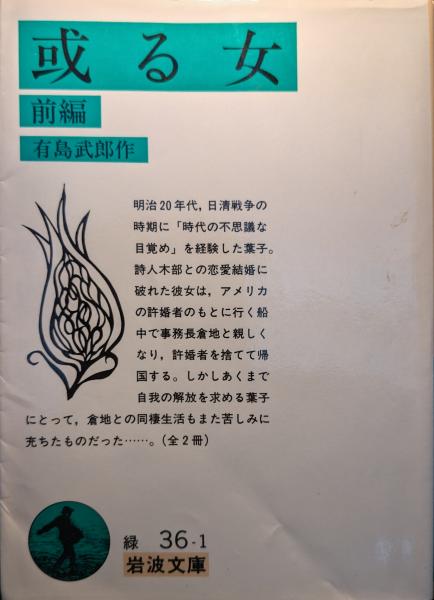 或る女
前編
有島武郎作
明治20年代，日清戦争の
時期に「時代の不思議な
目覚め」を経験した葉子。
詩人木部との恋愛結婚に
破れた彼女は，アメリカ
の許婚者のもとに行く船
中で事務長倉地と親しく
なり，許婚者を捨てて帰
国する。しかしあくまで
自我の解放を求める葉子
にとって，倉地との同棲生活もまた苦しみに
充ちたものだった……。（全2冊）
緑 36-1
岩波文庫